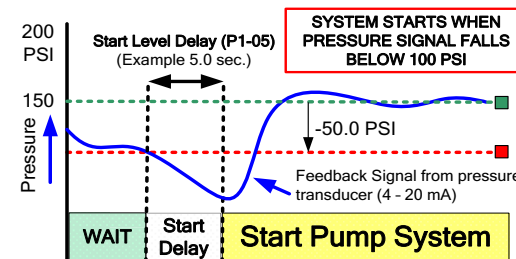 200
PSI
Start Level Delay (P1-05)
(Example 5.0 sec.)
SYSTEM STARTS WHEN
PRESSURE SIGNAL FALLS
BELOW 100 PSI
150
-50.0 PSI
Pressure
Feedback Signal from pressure
transducer (4 - 20 mA)
WAIT
Start
Delay
Start Pump System